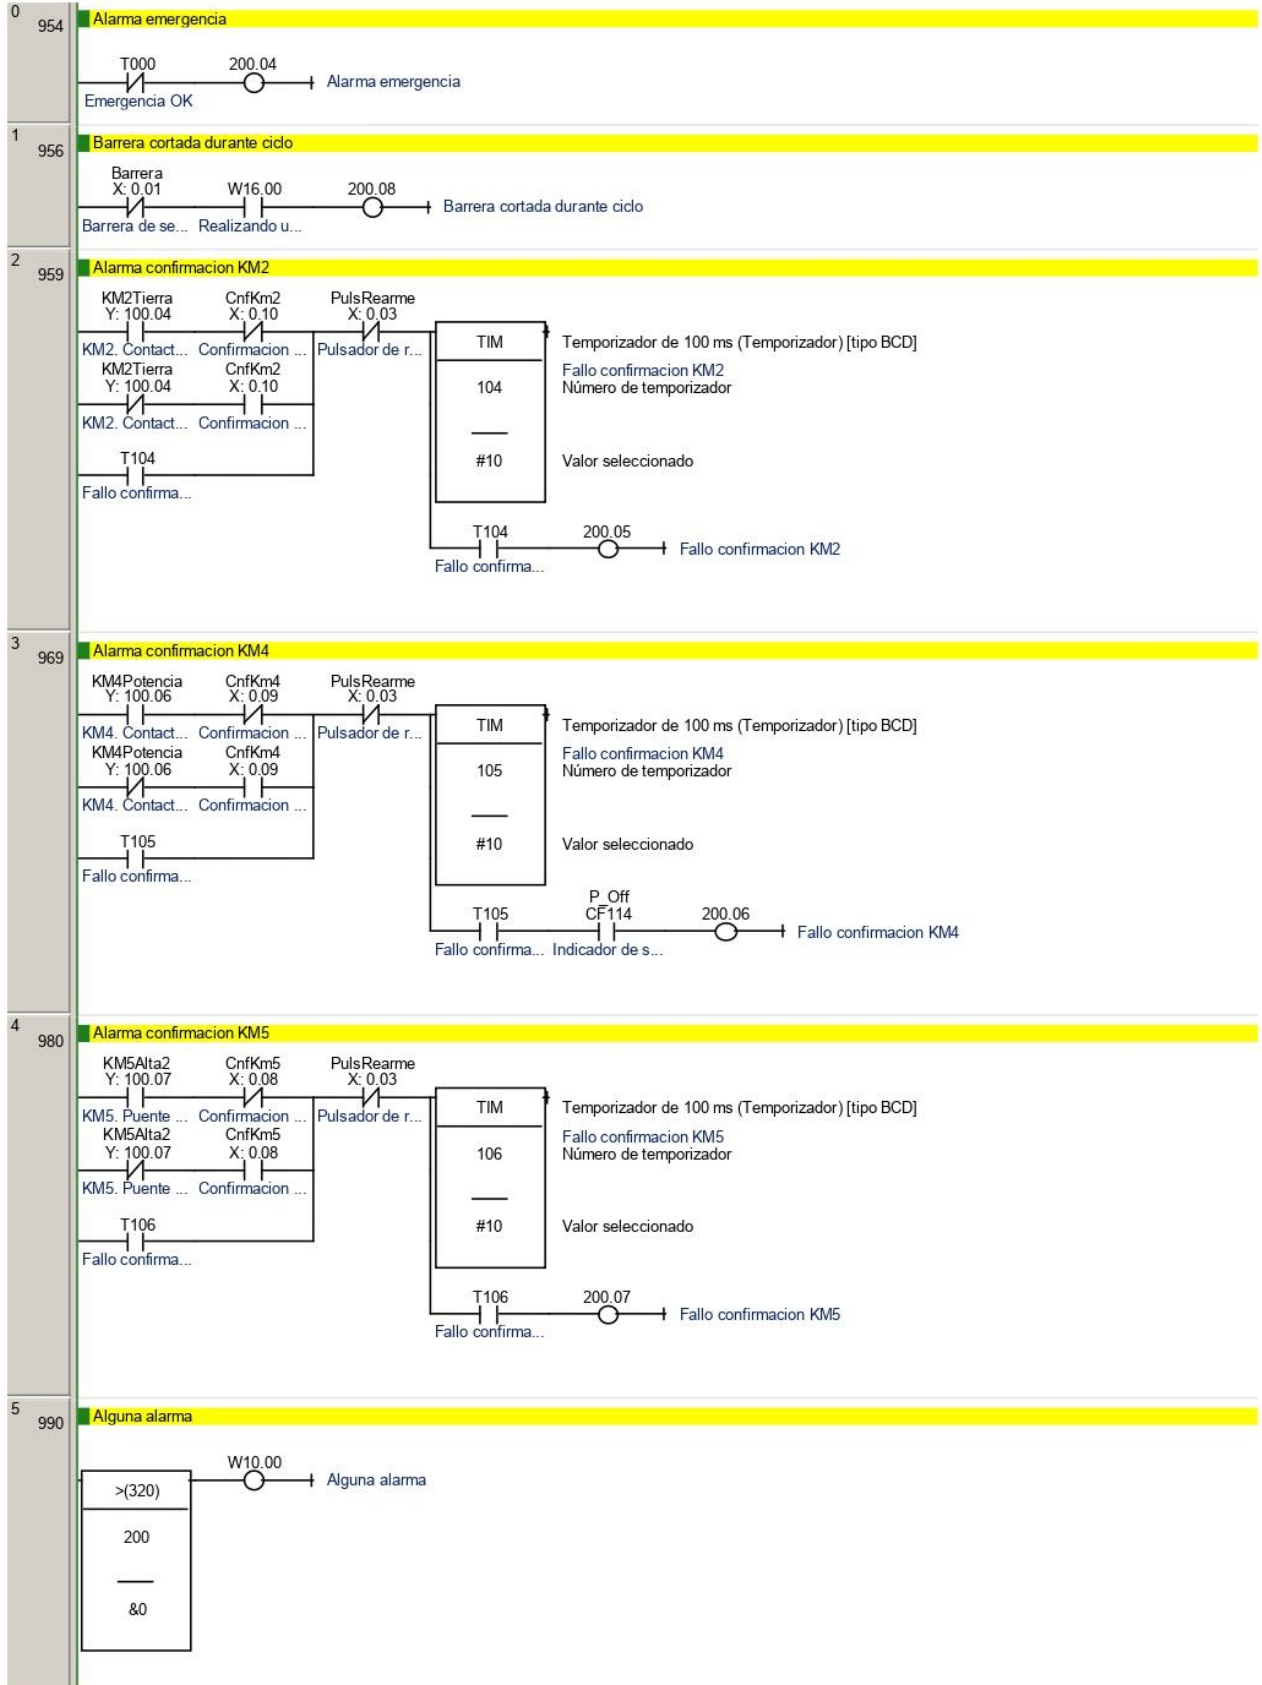 0
954
Alarma emergencia
T000 200.04
Alarma emergencia
Emergencia OK
1
956
Barrera cortada durante ciclo
Barrera
X: 0.01 W16.00 200.08
Barrera cortada durante ciclo
Barrera de se... Realizando u...
2
959
Alarma confirmacion KM2
KM2Tierra CnfKm2 PulsRearme
Y: 100.04 X: 0.10 X: 0.03
TIM Temporizador de 100 ms (Temporizador) [tipo BCD]
KM2. Contact... Confirmacion ... Pulsador de r...
KM2Tierra CnfKm2 Fallo confirmacion KM2
Y: 100.04 X: 0.10 104 Número de temporizador
KM2. Contact... Confirmacion ...
T104 #10 Valor seleccionado
Fallo confirma...
T104 200.05
Fallo confirmacion KM2
Fallo confirma...
3
969
Alarma confirmacion KM4
KM4Potencia CnfKm4 PulsRearme
Y: 100.06 X: 0.09 X: 0.03
TIM Temporizador de 100 ms (Temporizador) [tipo BCD]
KM4. Contact... Confirmacion ... Pulsador de r...
KM4Potencia CnfKm4 Fallo confirmacion KM4
Y: 100.06 X: 0.09 105 Número de temporizador
KM4. Contact... Confirmacion ...
T105 #10 Valor seleccionado
Fallo confirma...
P_Off
T105 CF114 200.06
Fallo confirmacion KM4
Fallo confirma... Indicador de s...
4
980
Alarma confirmacion KM5
KM5Alta2 CnfKm5 PulsRearme
Y: 100.07 X: 0.08 X: 0.03
TIM Temporizador de 100 ms (Temporizador) [tipo BCD]
KM5. Puente ... Confirmacion ... Pulsador de r...
KM5Alta2 CnfKm5 Fallo confirmacion KM5
Y: 100.07 X: 0.08 106 Número de temporizador
KM5. Puente ... Confirmacion ...
T106 #10 Valor seleccionado
Fallo confirma...
T106 200.07
Fallo confirmacion KM5
Fallo confirma...
5
990
Alguna alarma
W10.00
>(320) Alguna alarma
200
&0